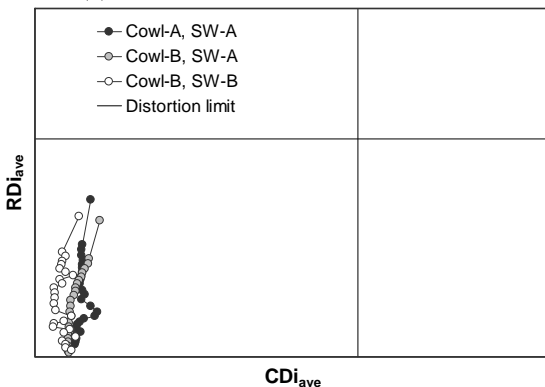 Cowl-A, SW-A
Cowl-B, SW-A
Cowl-B, SW-B
Distortion limit
RDi_ave
CDi_ave